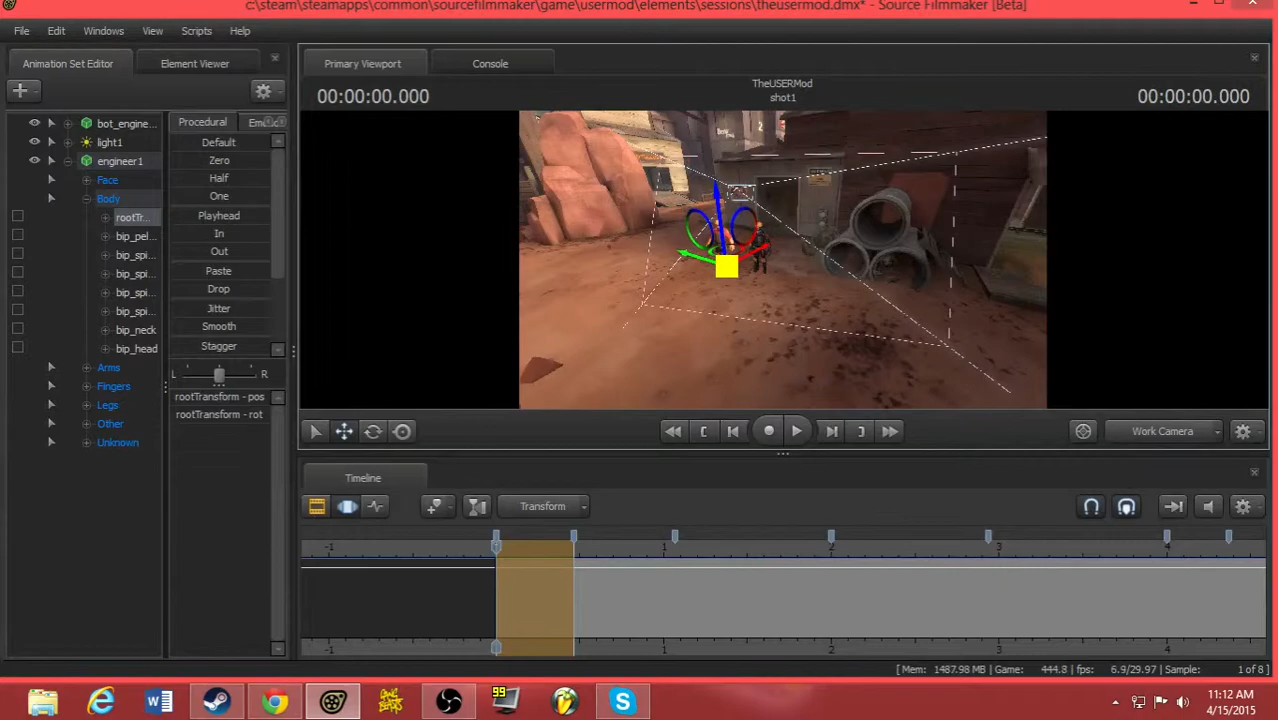 c:\steam\steamapps\common\sourcefilmmaker\game\usermod\elements\sessions\theusermod.dmx* - Source Filmmaker [Beta]
File Edit Windows View Scripts Help
Animation Set Editor Element Viewer
Primary Viewport Console
TheUSERMod
shot1
00:00:00.000 00:00:00.000
Procedural
bot_engine...
light1
engineer1
Face
Body
rootTr...
bip_pel...
bip_spi...
bip_spi...
bip_spi...
bip_spi...
bip_neck
bip_head
Arms
Fingers
Legs
Other
Unknown
Default
Zero
Half
One
Playhead
In
Out
Paste
Drop
Jitter
Smooth
Stagger
L R
rootTransform - pos
rootTransform - rot
Work Camera
Timeline
Transform
-1 1 2 3 4
1 2 3 4
[ Mem: 1487.98 MB | Game: 444.8 | fps: 6.9/29.97 | Sample: 1 of 8 ]
99
11:12 AM
4/15/2015